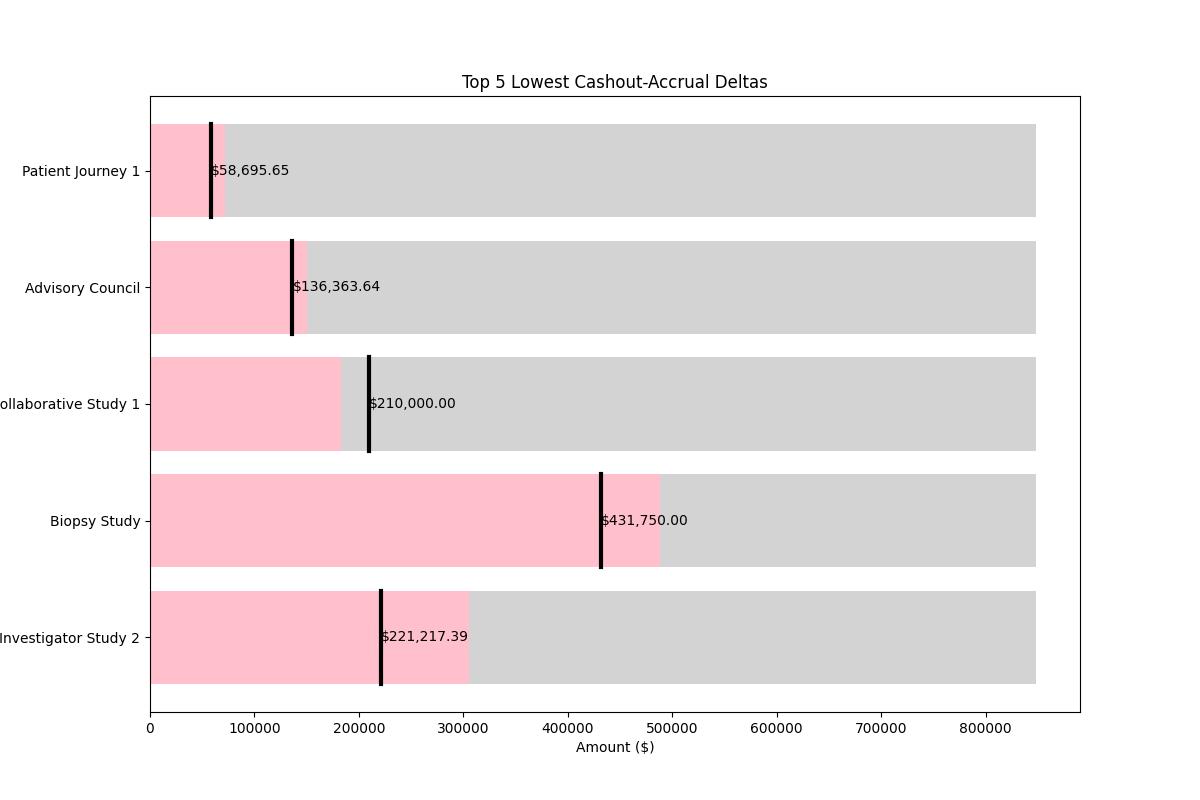 Top 5 Lowest Cashout-Accrual Deltas
Patient Journey 1
$58,695.65
Advisory Council
$136,363.64
ollaborative Study 1
$210,000.00
Biopsy Study
$431,750.00
Investigator Study 2
$221,217.39
0 100000 200000 300000 400000 500000 600000 700000 800000
Amount ($)